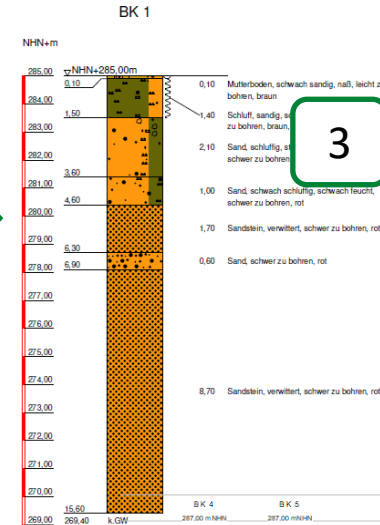 BK 1
NHN+m
285,00
NHN+285,00m
0,10
0,10 Mutterboden, schwach sandig, naß, leicht z
bohren, braun
284,00
1,50
1,40 Schluff, sandig, sc
zu bohren, braun,
283,00
2,10 Sand, schluffig, st
schwer zu bohren
3
282,00
3,60
281,00
1,00 Sand, schwach schluffig, schwach feucht,
schwer zu bohren, rot
4,60
280,00
1,70 Sandstein, verwittert, schwer zu bohren, rot
279,00
6,30
0,60 Sand, schwer zu bohren, rot
6,90
278,00
277,00
276,00
275,00
274,00
8,70 Sandstein, verwittert, schwer zu bohren, rot
273,00
272,00
271,00
270,00
15,60
BK 4 BK 5
269,00
269,40 k.GW
287,00 mNHN 287,00 mNHN